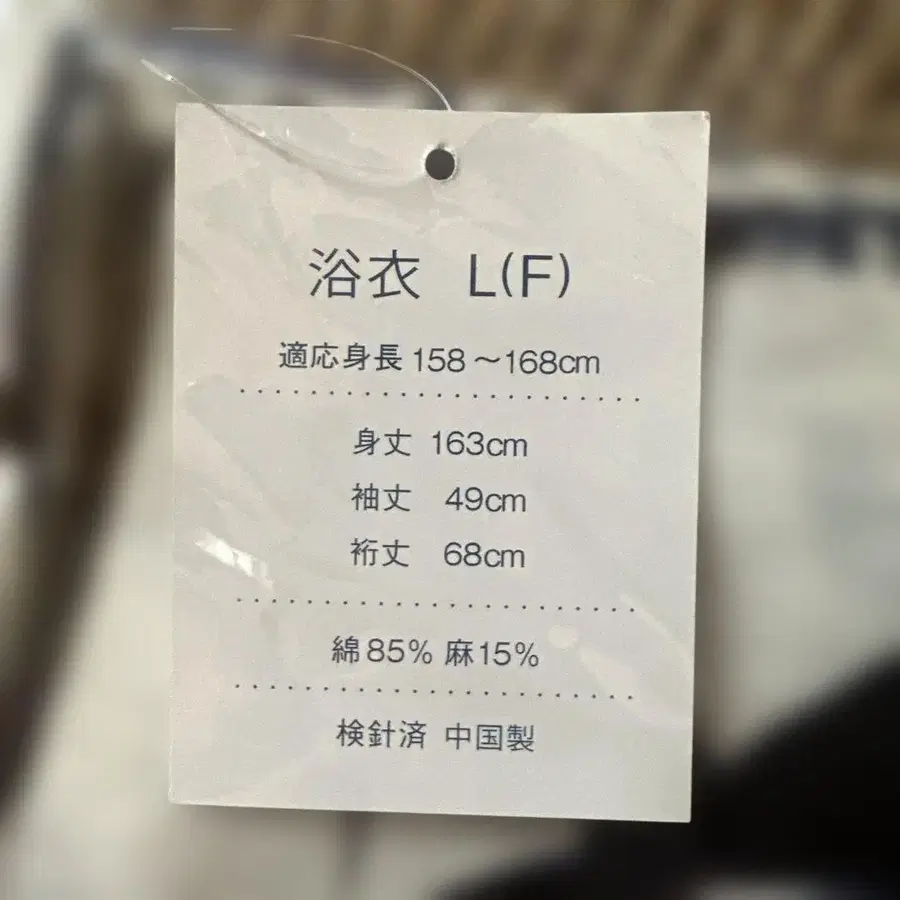 浴衣 L(F)
適応身長 158〜168cm
身丈 163cm
袖丈 49cm
裄丈 68cm
綿85% 麻15%
検針済 中国製